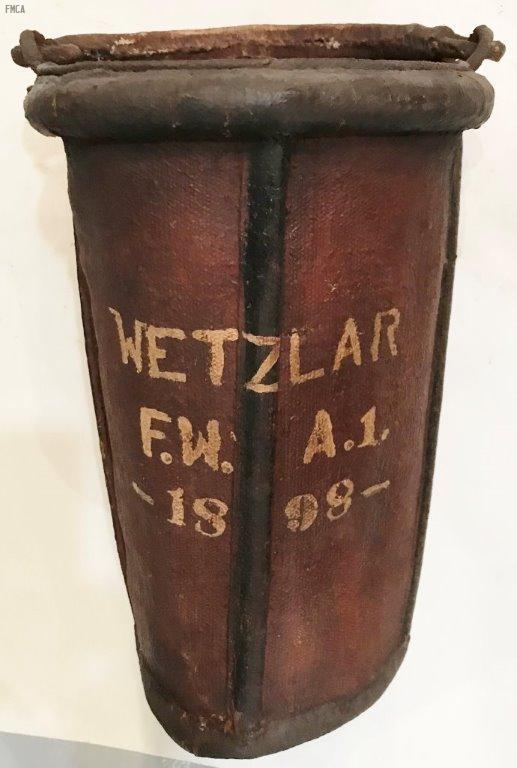 FMCA
WETZLAR
F.W. A.1.
-1898-